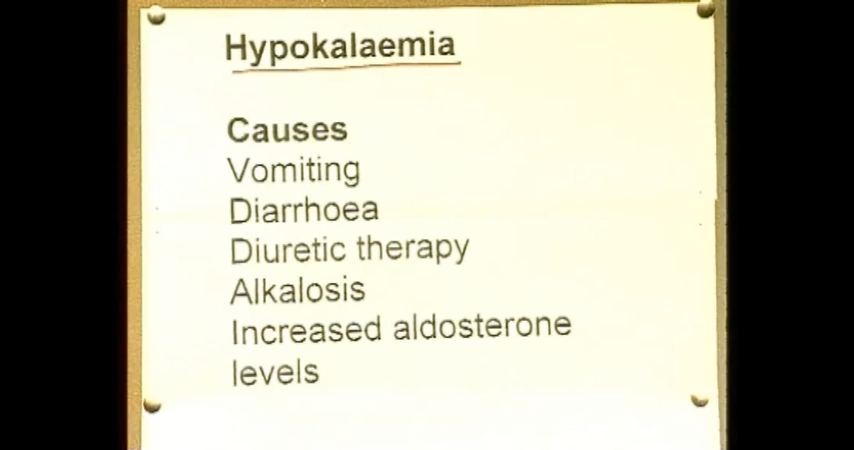 Hypokalaemia
Causes
Vomiting
Diarrhoea
Diuretic therapy
Alkalosis
Increased aldosterone
levels